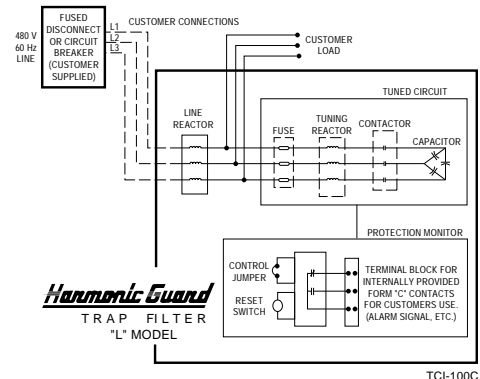 FUSED
DISCONNECT
OR CIRCUIT
BREAKER
(CUSTOMER
SUPPLIED)
480 V
60 Hz
LINE
L1
L2
L3
CUSTOMER CONNECTIONS
CUSTOMER
LOAD
TUNED CIRCUIT
LINE
REACTOR
FUSE
TUNING
REACTOR
CONTACTOR
CAPACITOR
PROTECTION MONITOR
CONTROL
JUMPER
RESET
SWITCH
TERMINAL BLOCK FOR
INTERNALLY PROVIDED
FORM "C" CONTACTS
FOR CUSTOMERS USE.
(ALARM SIGNAL, ETC.)
Harmonic Guard
TRAP FILTER
"L" MODEL
TCI-100C